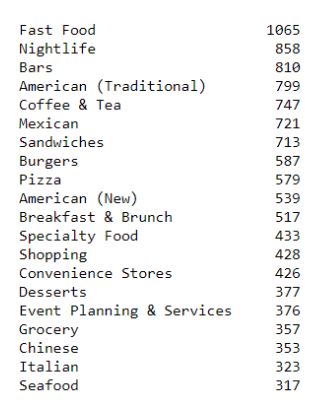 Fast Food 1065
Nightlife 858
Bars 810
American (Traditional) 799
Coffee & Tea 747
Mexican 721
Sandwiches 713
Burgers 587
Pizza 579
American (New) 539
Breakfast & Brunch 517
Specialty Food 433
Shopping 428
Convenience Stores 426
Desserts 377
Event Planning & Services 376
Grocery 357
Chinese 353
Italian 323
Seafood 317